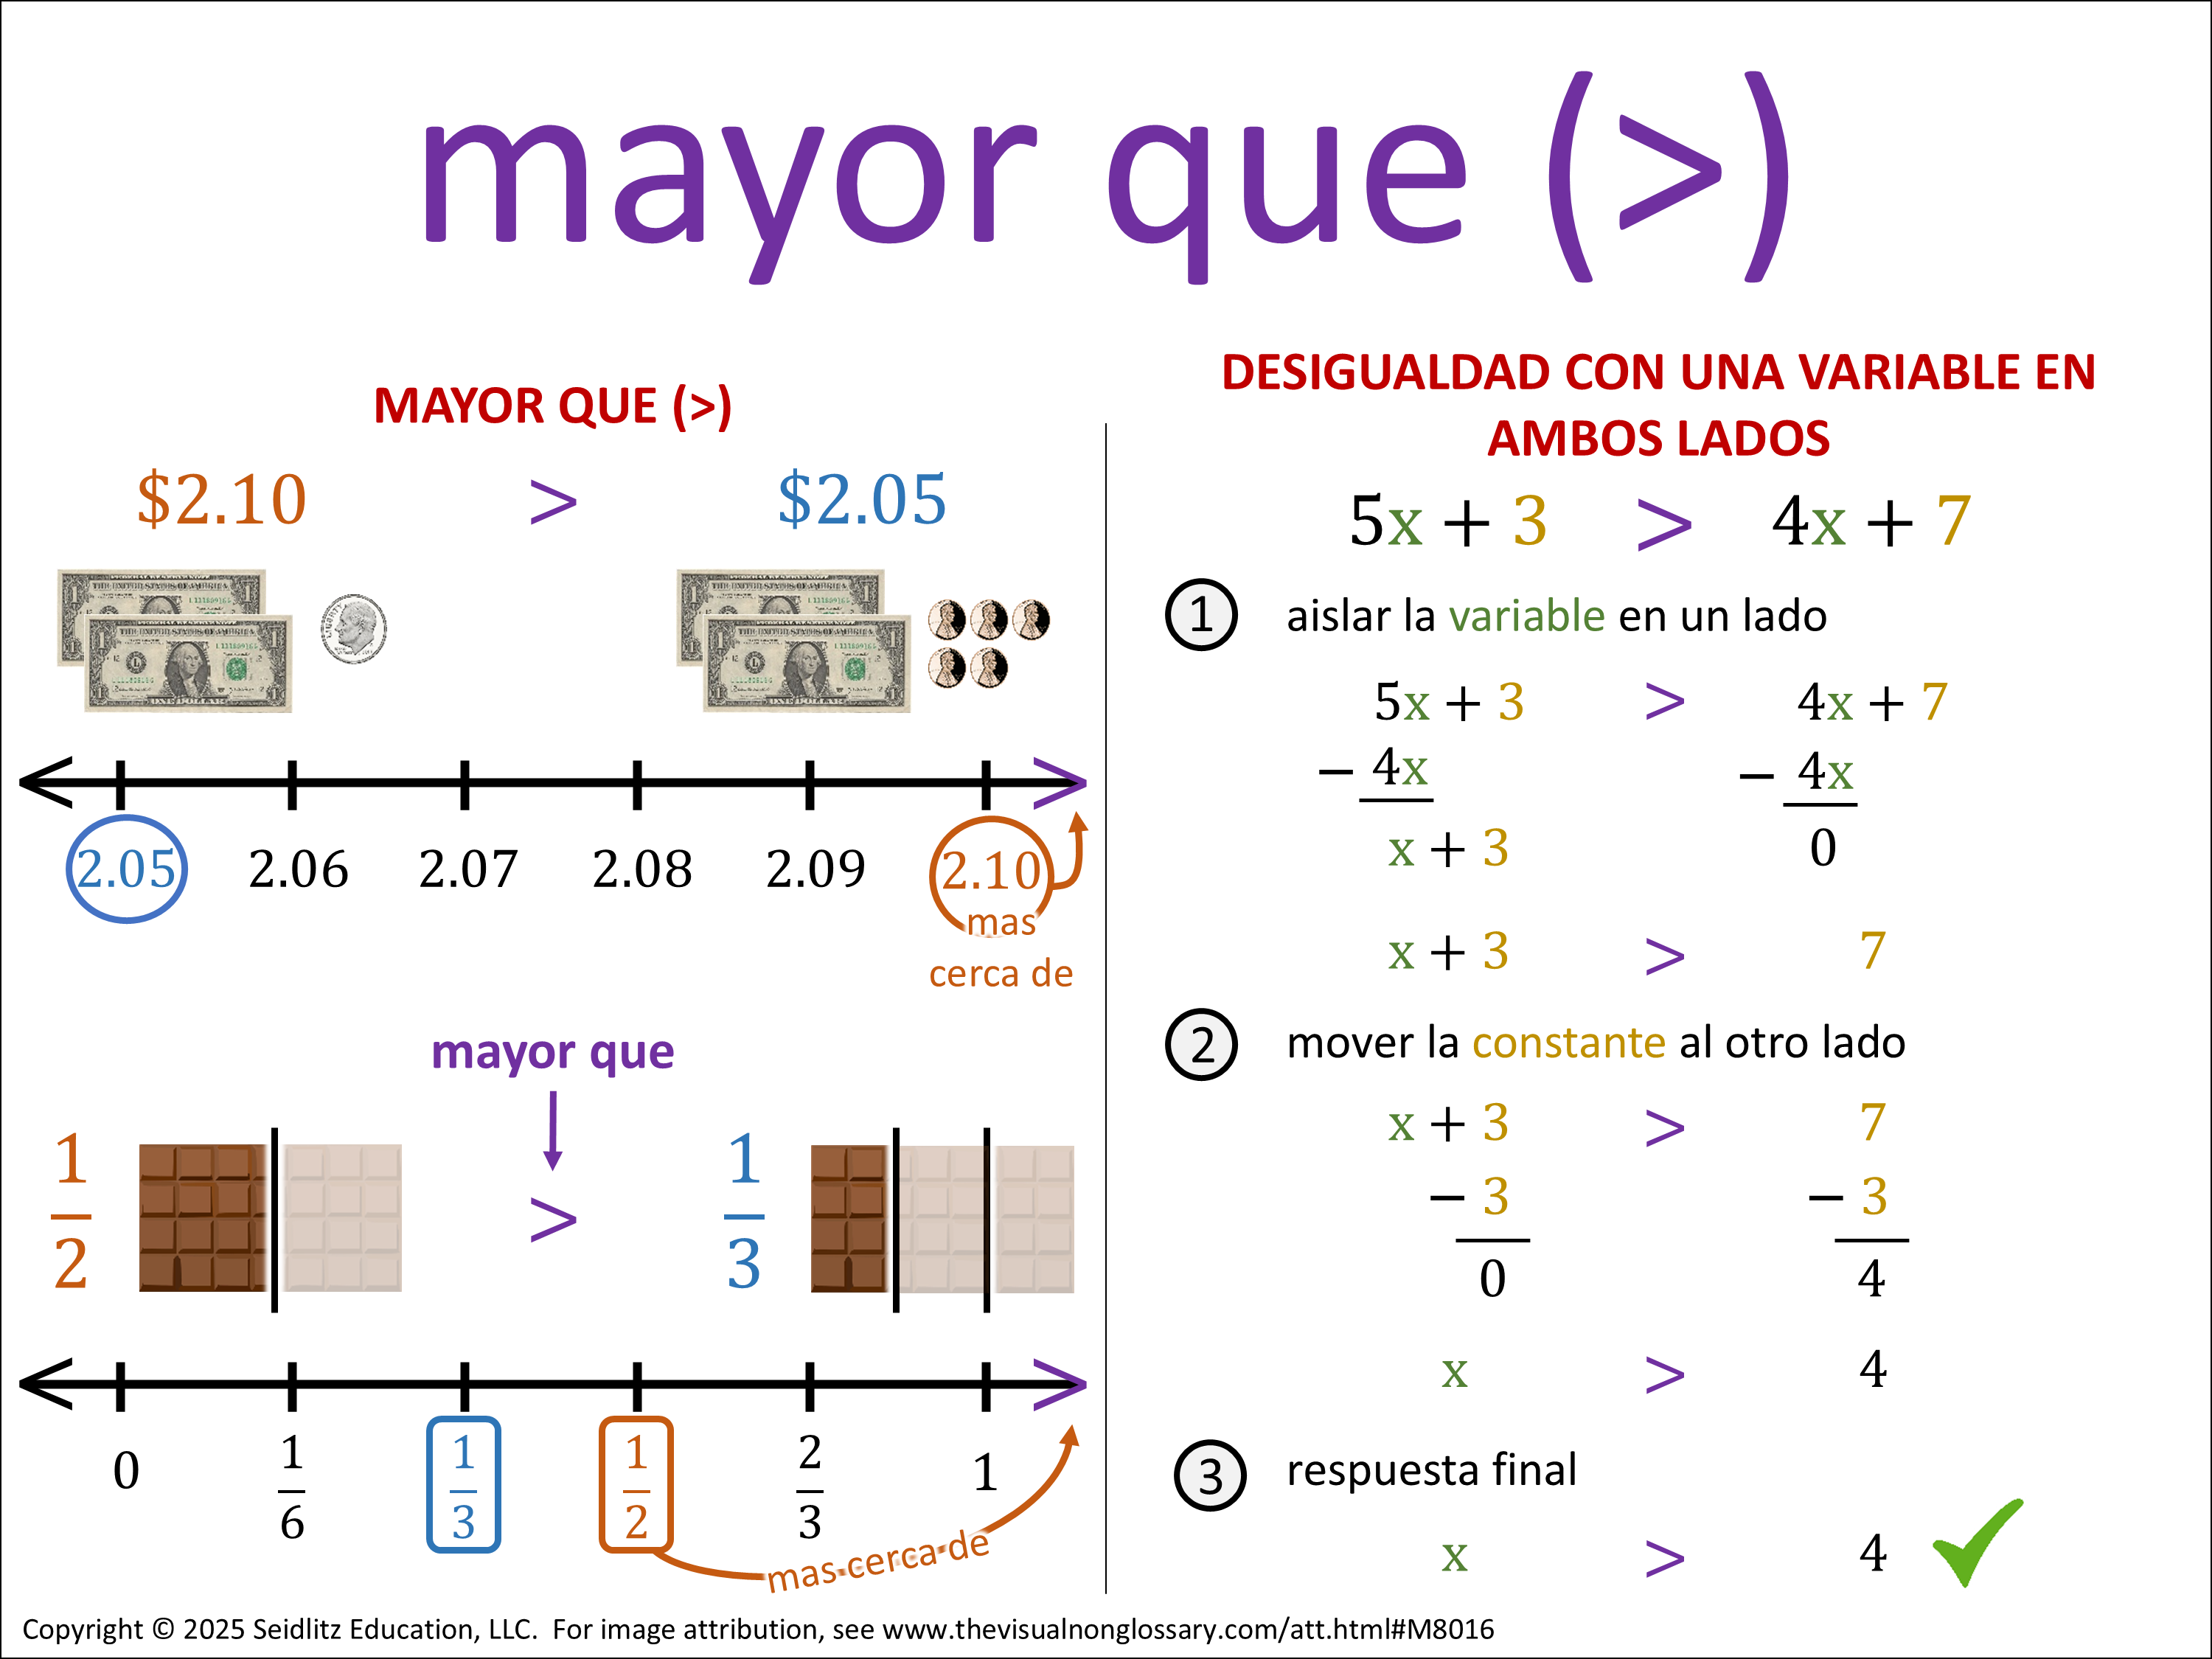 mayor que (>)
MAYOR QUE (>)
$2.10 > $2.05
2.05 2.06 2.07 2.08 2.09 2.10
mas
cerca de
mayor que
1/2 > 1/3
0 1/6 1/3 1/2 2/3 1
mas cerca de
DESIGUALDAD CON UNA VARIABLE EN
AMBOS LADOS
5x + 3 > 4x + 7
1 aislar la variable en un lado
5x + 3 > 4x + 7
− 4x − 4x
x + 3 0
x + 3 > 7
2 mover la constante al otro lado
x + 3 > 7
− 3 − 3
0 4
x > 4
3 respuesta final
x > 4
Copyright © 2025 Seidlitz Education, LLC. For image attribution, see www.thevisualnonglossary.com/att.html#M8016